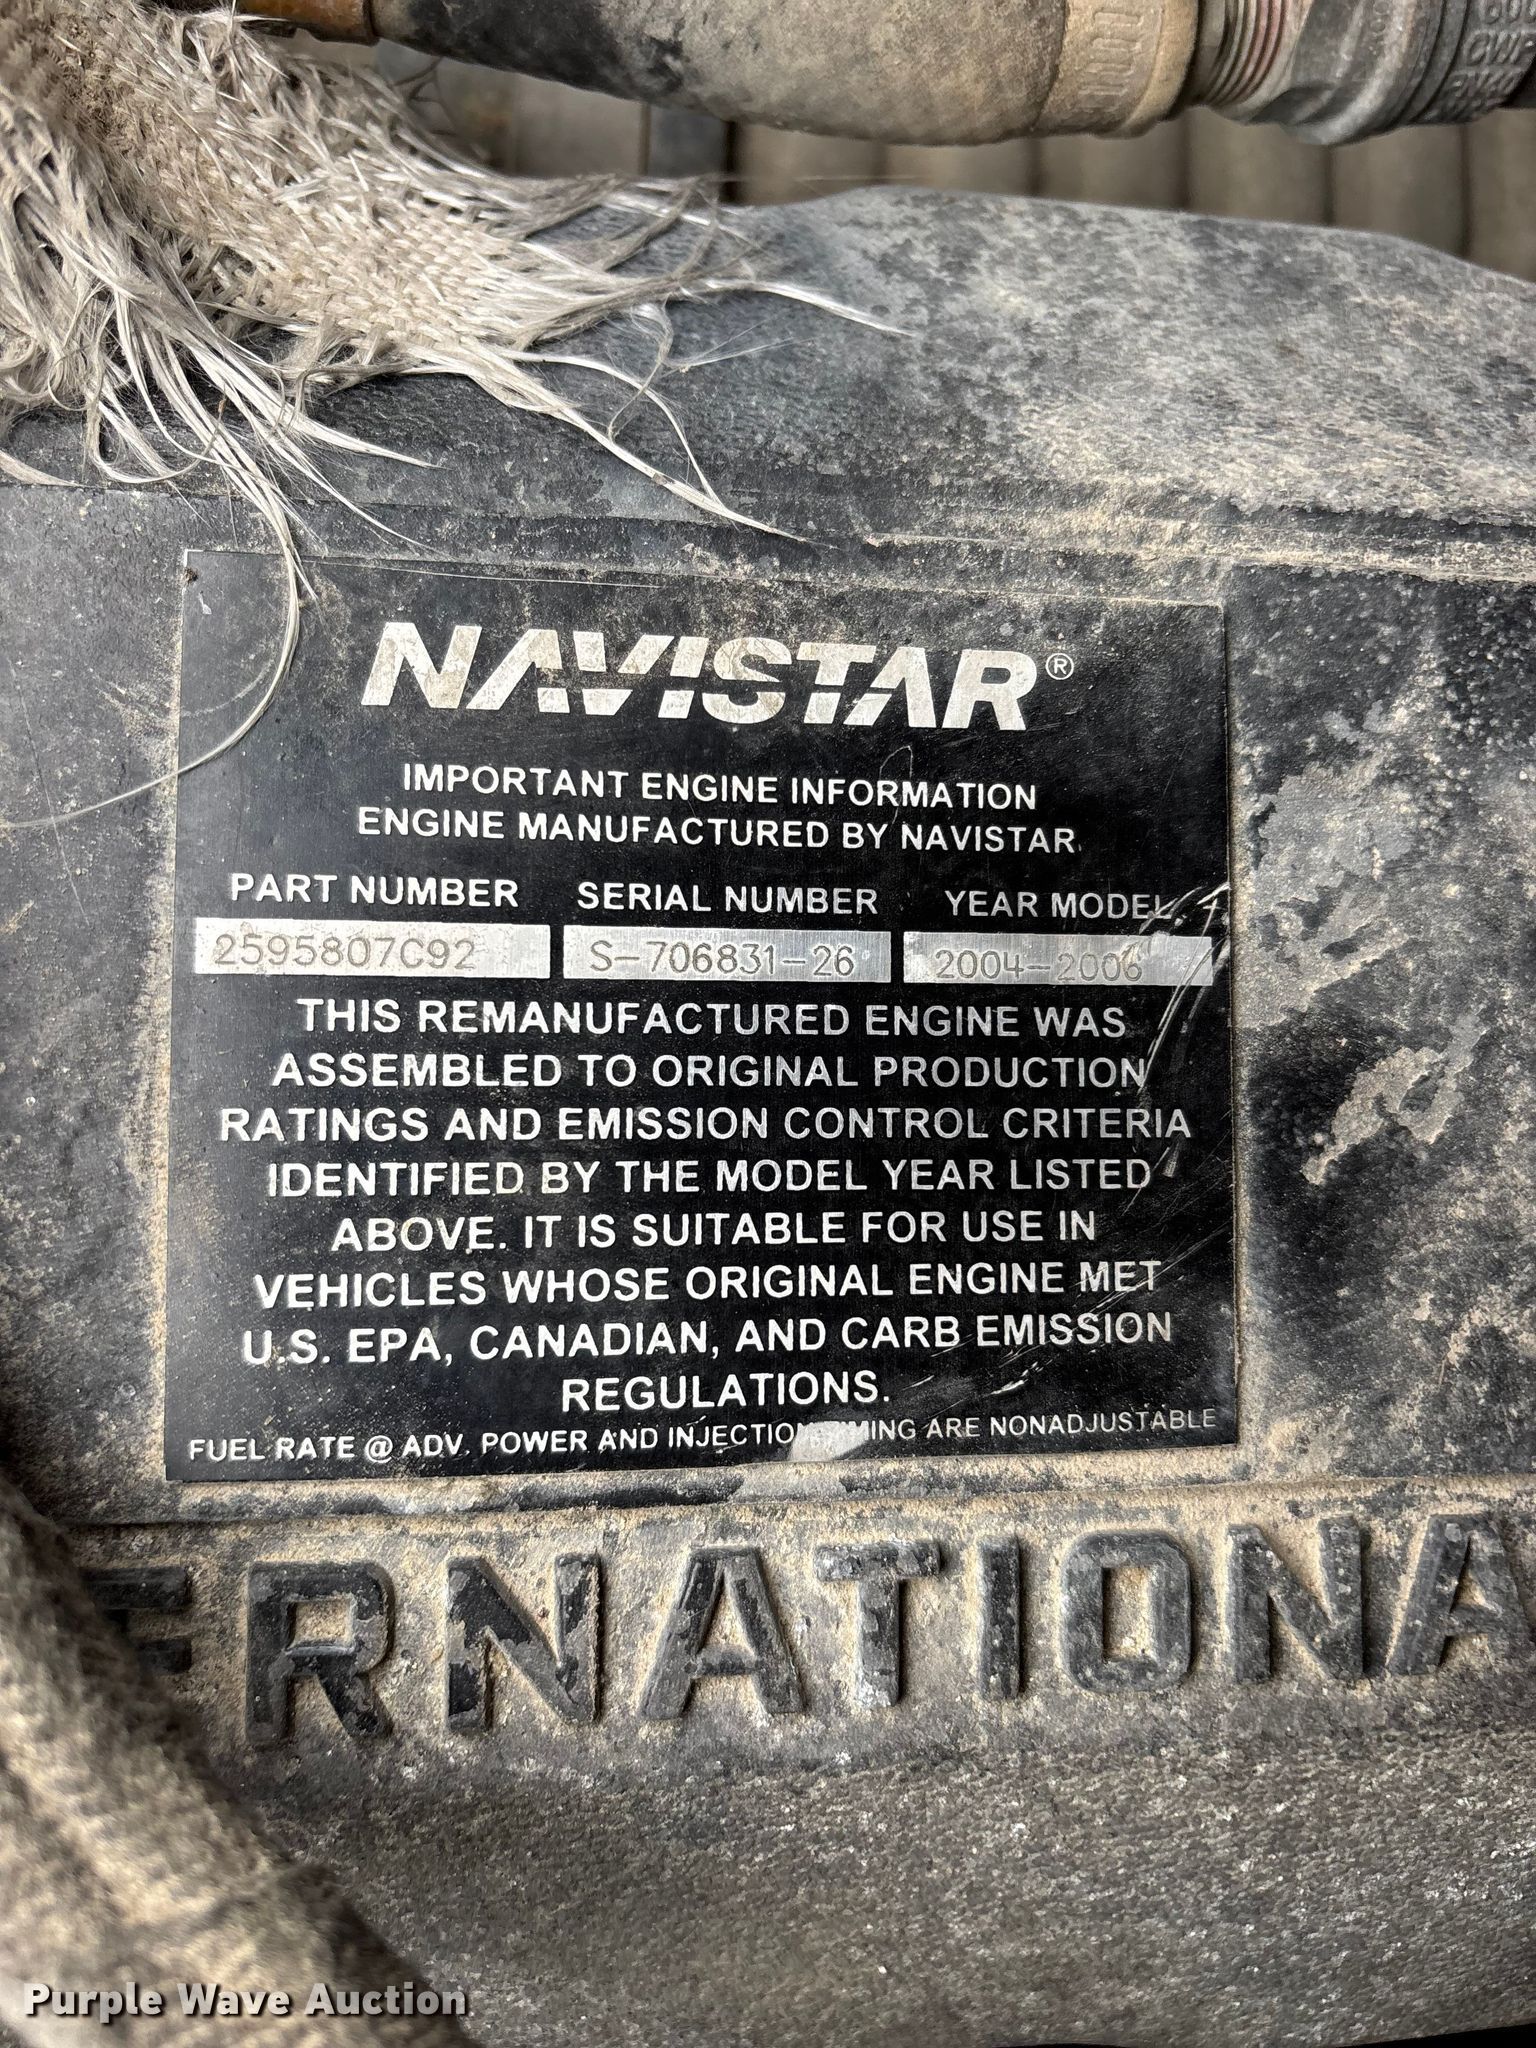 NAVISTAR®
IMPORTANT ENGINE INFORMATION
ENGINE MANUFACTURED BY NAVISTAR.
PART NUMBER SERIAL NUMBER YEAR MODEL
2595807C92 S-706831-26 2004-2006
THIS REMANUFACTURED ENGINE WAS
ASSEMBLED TO ORIGINAL PRODUCTION
RATINGS AND EMISSION CONTROL CRITERIA
IDENTIFIED BY THE MODEL YEAR LISTED
ABOVE. IT IS SUITABLE FOR USE IN
VEHICLES WHOSE ORIGINAL ENGINE MET
U.S. EPA, CANADIAN, AND CARB EMISSION
REGULATIONS.
FUEL RATE @ ADV. POWER AND INJECTION TIMING ARE NONADJUSTABLE
ERNATIONA
Purple Wave Auction